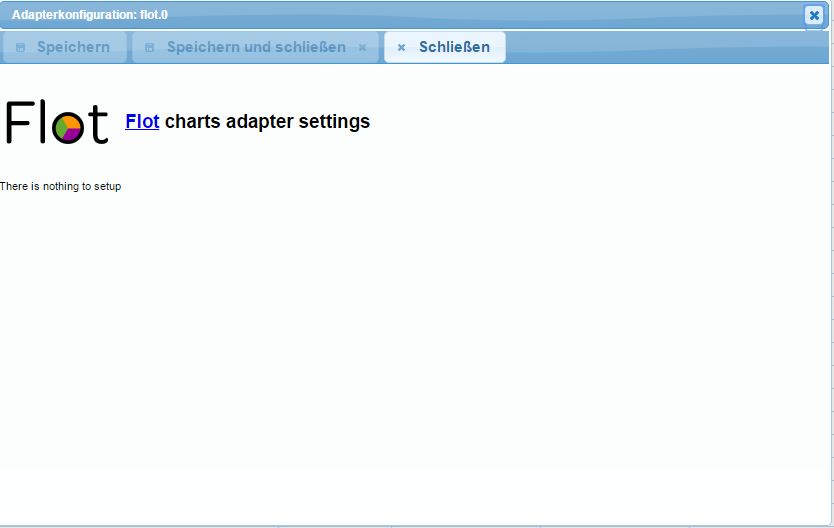 Adapterkonfiguration: flot.0
Speichern Speichern und schließen Schließen
Flot Flot charts adapter settings
There is nothing to setup